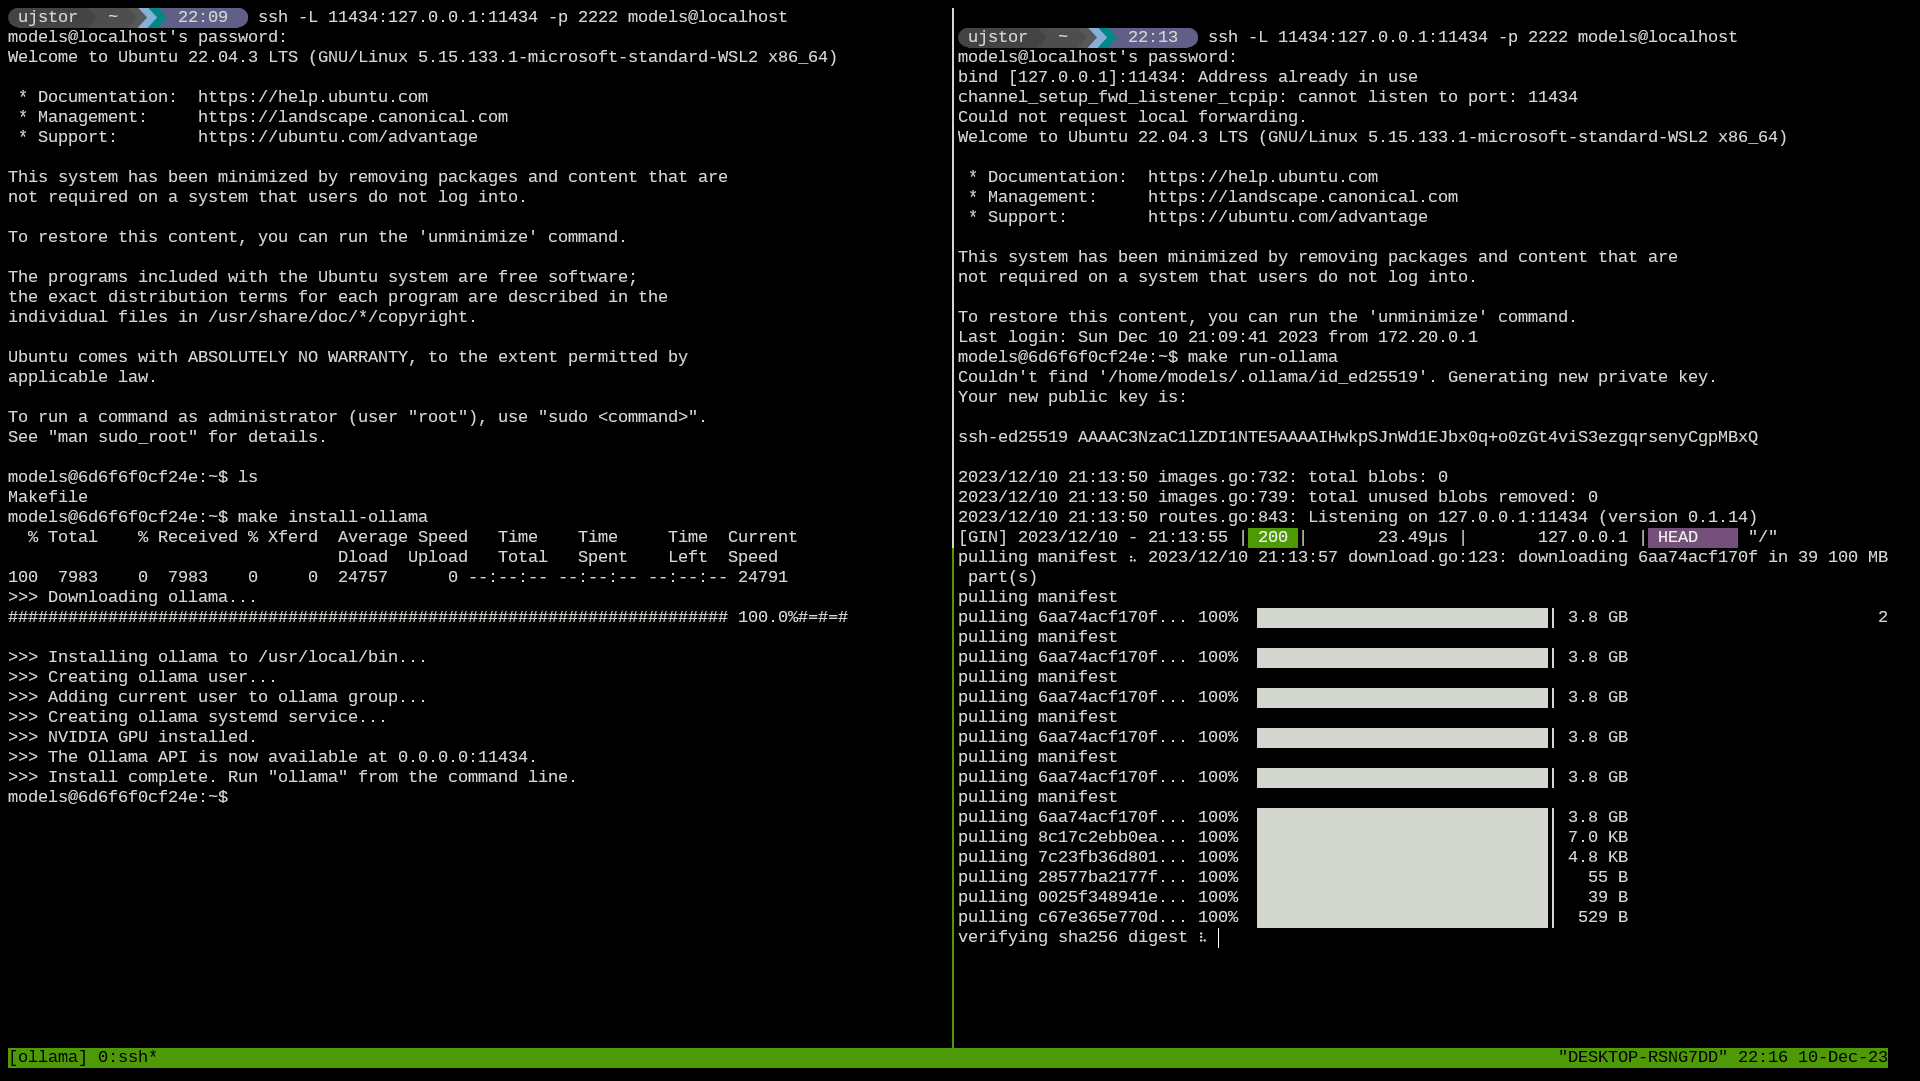 ujstor ~ 22:09 ssh -L 11434:127.0.0.1:11434 -p 2222 models@localhost
models@localhost's password:
Welcome to Ubuntu 22.04.3 LTS (GNU/Linux 5.15.133.1-microsoft-standard-WSL2 x86_64)
* Documentation:  https://help.ubuntu.com
* Management:     https://landscape.canonical.com
* Support:        https://ubuntu.com/advantage
This system has been minimized by removing packages and content that are
not required on a system that users do not log into.
To restore this content, you can run the 'unminimize' command.
The programs included with the Ubuntu system are free software;
the exact distribution terms for each program are described in the
individual files in /usr/share/doc/*/copyright.
Ubuntu comes with ABSOLUTELY NO WARRANTY, to the extent permitted by
applicable law.
To run a command as administrator (user "root"), use "sudo <command>".
See "man sudo_root" for details.
models@6d6f6f0cf24e:~$ ls
Makefile
models@6d6f6f0cf24e:~$ make install-ollama
% Total    % Received % Xferd  Average Speed   Time    Time     Time  Current
Dload  Upload   Total   Spent    Left  Speed
100  7983    0  7983    0     0  24757      0 --:--:-- --:--:-- --:--:-- 24791
>>> Downloading ollama...
######################################################################## 100.0%#=#=#
>>> Installing ollama to /usr/local/bin...
>>> Creating ollama user...
>>> Adding current user to ollama group...
>>> Creating ollama systemd service...
>>> NVIDIA GPU installed.
>>> The Ollama API is now available at 0.0.0.0:11434.
>>> Install complete. Run "ollama" from the command line.
models@6d6f6f0cf24e:~$
ujstor ~ 22:13 ssh -L 11434:127.0.0.1:11434 -p 2222 models@localhost
models@localhost's password:
bind [127.0.0.1]:11434: Address already in use
channel_setup_fwd_listener_tcpip: cannot listen to port: 11434
Could not request local forwarding.
Welcome to Ubuntu 22.04.3 LTS (GNU/Linux 5.15.133.1-microsoft-standard-WSL2 x86_64)
* Documentation:  https://help.ubuntu.com
* Management:     https://landscape.canonical.com
* Support:        https://ubuntu.com/advantage
This system has been minimized by removing packages and content that are
not required on a system that users do not log into.
To restore this content, you can run the 'unminimize' command.
Last login: Sun Dec 10 21:09:41 2023 from 172.20.0.1
models@6d6f6f0cf24e:~$ make run-ollama
Couldn't find '/home/models/.ollama/id_ed25519'. Generating new private key.
Your new public key is:
ssh-ed25519 AAAAC3NzaC1lZDI1NTE5AAAAIHwkpSJnWd1EJbx0q+o0zGt4viS3ezgqrsenyCgpMBxQ
2023/12/10 21:13:50 images.go:732: total blobs: 0
2023/12/10 21:13:50 images.go:739: total unused blobs removed: 0
2023/12/10 21:13:50 routes.go:843: Listening on 127.0.0.1:11434 (version 0.1.14)
[GIN] 2023/12/10 - 21:13:55 | 200 |       23.49µs |       127.0.0.1 | HEAD     "/"
pulling manifest ⠦ 2023/12/10 21:13:57 download.go:123: downloading 6aa74acf170f in 39 100 MB
part(s)
pulling manifest
pulling 6aa74acf170f... 100% 3.8 GB 2
pulling manifest
pulling 6aa74acf170f... 100% 3.8 GB
pulling manifest
pulling 6aa74acf170f... 100% 3.8 GB
pulling manifest
pulling 6aa74acf170f... 100% 3.8 GB
pulling manifest
pulling 6aa74acf170f... 100% 3.8 GB
pulling manifest
pulling 6aa74acf170f... 100% 3.8 GB
pulling 8c17c2ebb0ea... 100% 7.0 KB
pulling 7c23fb36d801... 100% 4.8 KB
pulling 28577ba2177f... 100% 55 B
pulling 0025f348941e... 100% 39 B
pulling c67e365e770d... 100% 529 B
verifying sha256 digest ⠧
[ollama] 0:ssh* "DESKTOP-RSNG7DD" 22:16 10-Dec-23